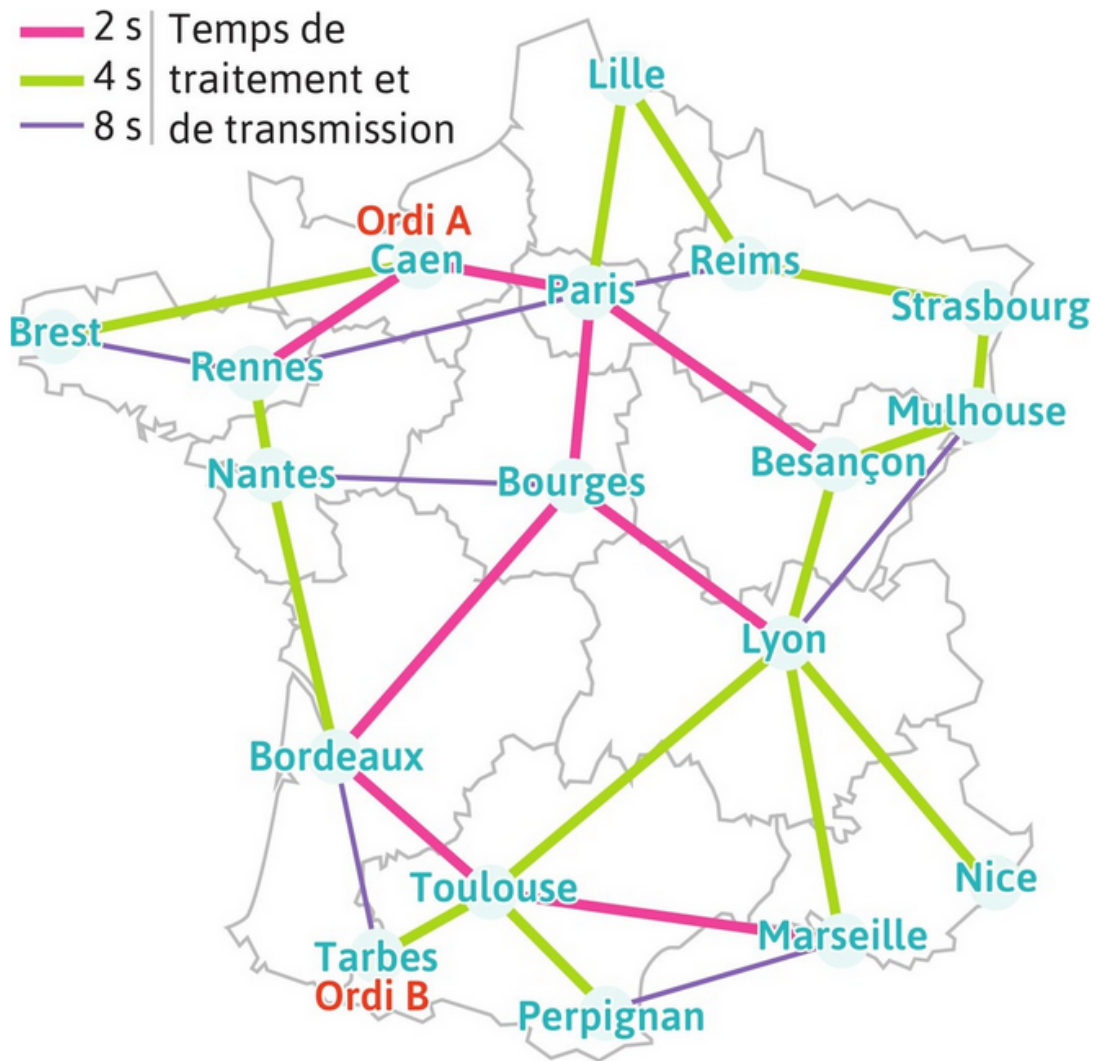 2 s
Temps de
4 s
traitement et
8 s
de transmission
Lille
Ordi A
Caen
Paris
Reims
Strasbourg
Brest
Rennes
Mulhouse
Nantes
Bourges
Besançon
Lyon
Bordeaux
Toulouse
Nice
Marseille
Tarbes
Ordi B
Perpignan